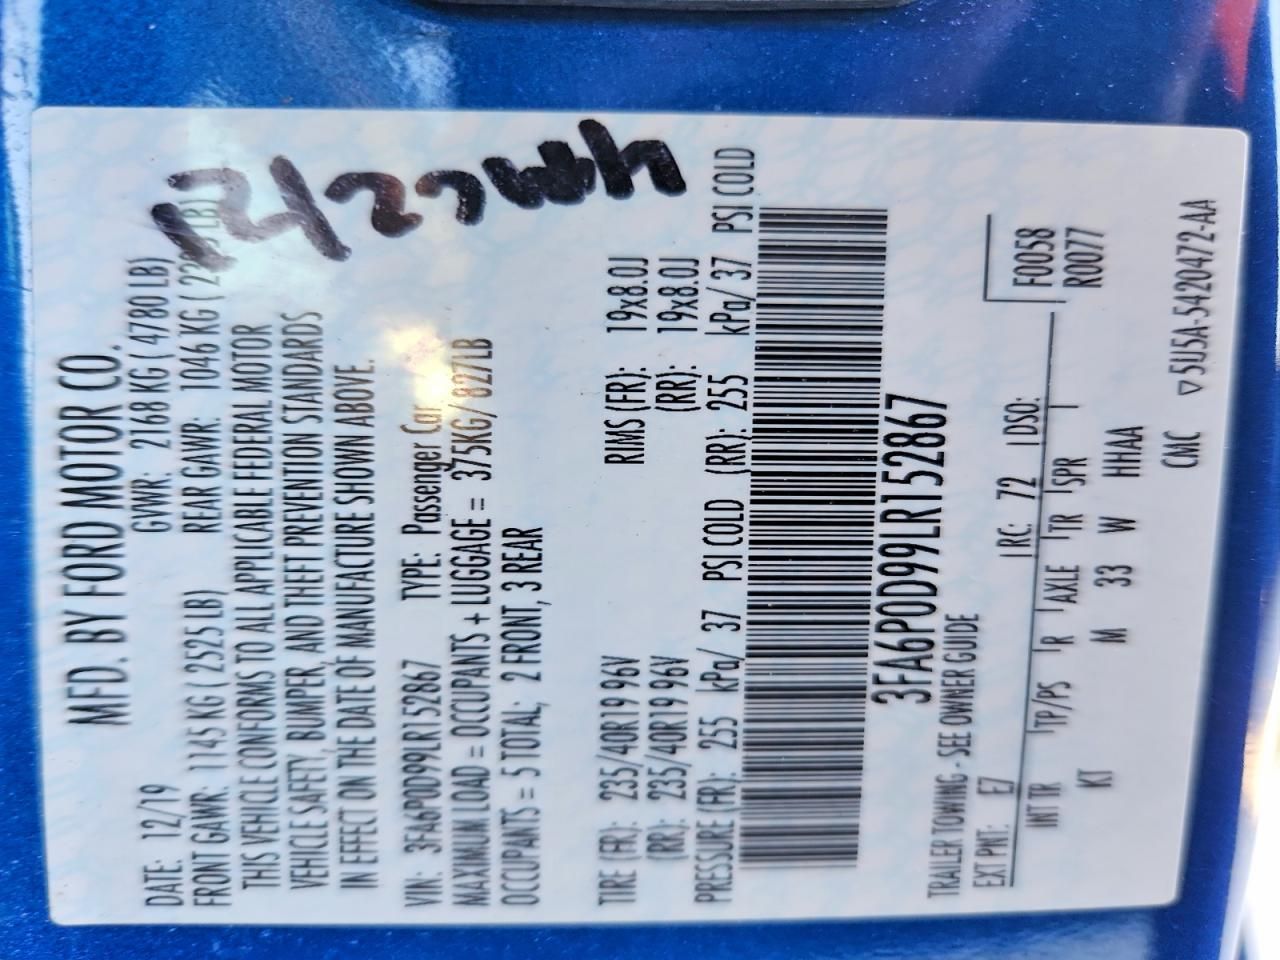 MFD. BY FORD MOTOR CO.
DATE: 12/19 GVWR: 2168 KG ( 4780 LB)
FRONT GAWR: 1145 KG ( 2525 LB) REAR GAWR: 1046 KG ( LB)
THIS VEHICLE CONFORMS TO ALL APPLICABLE FEDERAL MOTOR
VEHICLE SAFETY, BUMPER, AND THEFT PREVENTION STANDARDS
IN EFFECT ON THE DATE OF MANUFACTURE SHOWN ABOVE.
VIN: 3FA6P0D99LR152867 TYPE: Passenger Car
MAXIMUM LOAD = OCCUPANTS + LUGGAGE = 375KG/ 827LB
OCCUPANTS = 5 TOTAL; 2 FRONT, 3 REAR
TIRE (FR): 235/40R19 96V RIMS (FR): 19x8.0J
(RR): 235/40R19 96V (RR): 19x8.0J
PRESSURE (FR): 255 kPa/ 37 PSI COLD (RR): 255 kPa/ 37 PSI COLD
3FA6P0D99LR152867
TRAILER TOWING - SEE OWNER GUIDE
EXT PNT: E7 RC: 72 DSO: F0058
R0077
INT TR TP/PS R AXLE TR SPR
KT M 33 W HHAA
CMC ▽5U5A-5420472-AA